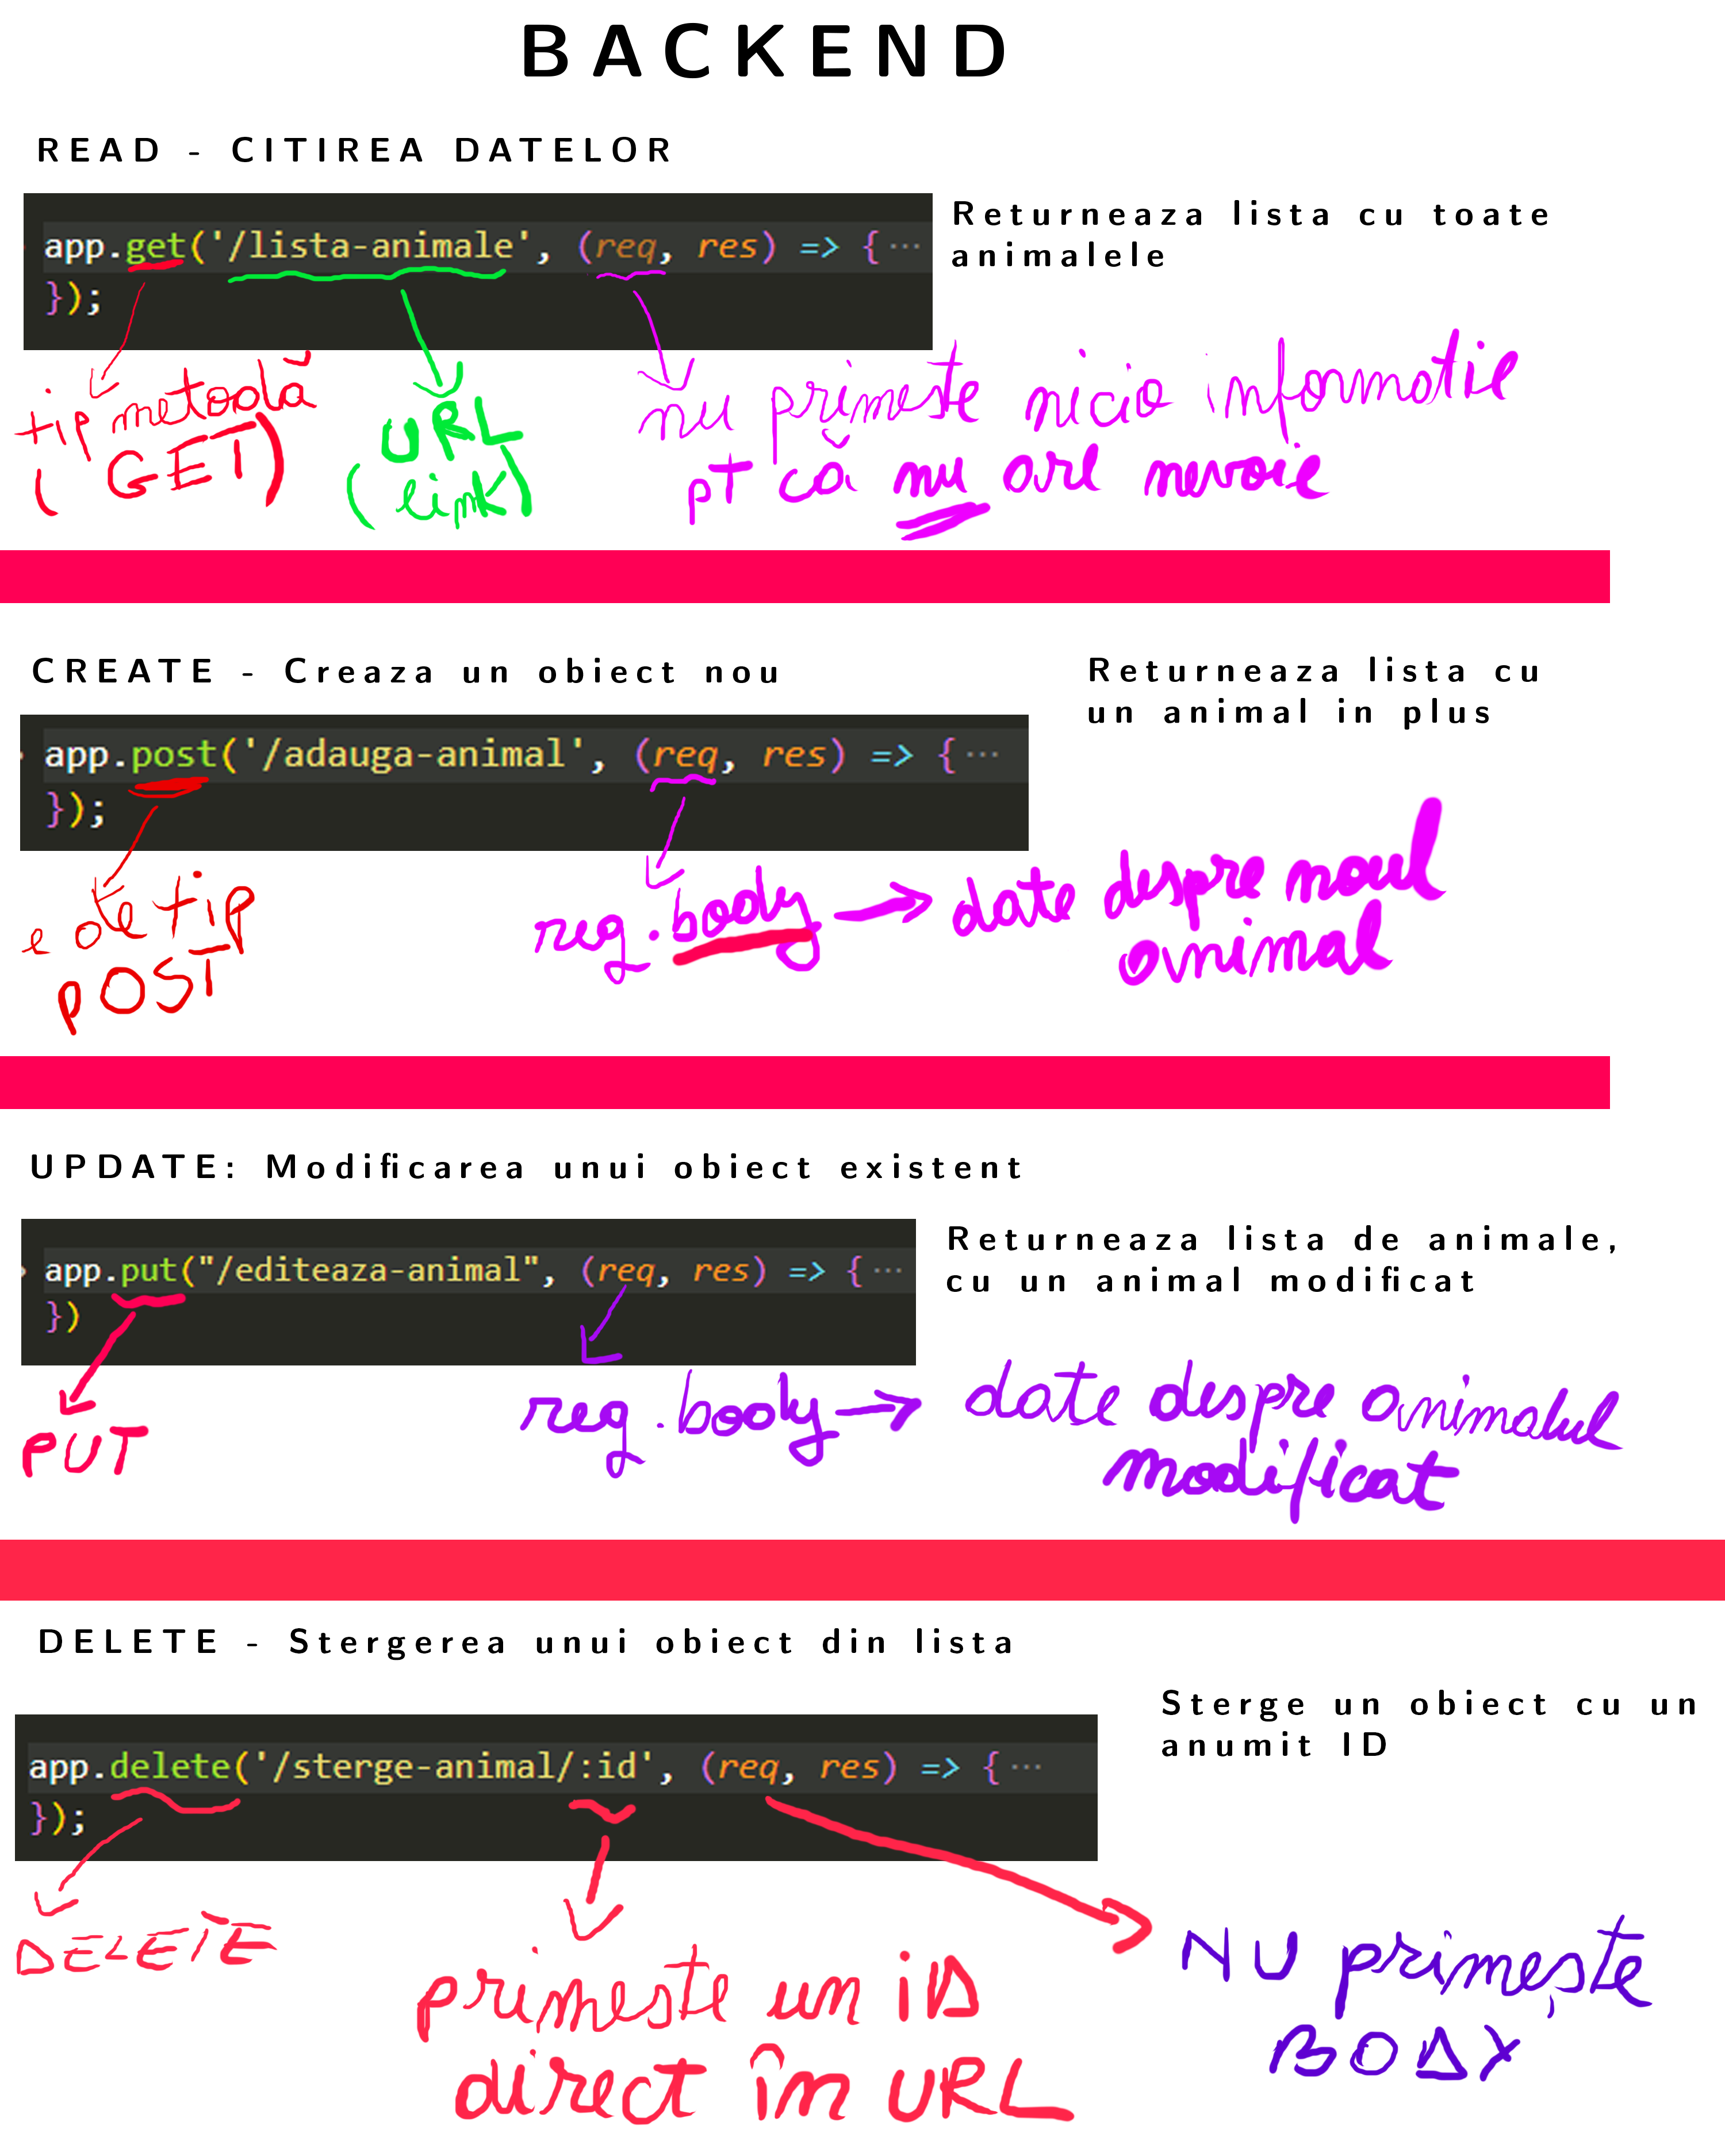 BACKEND
READ - CITIREA DATELOR
app.get('/lista-animale', (req, res) => { ...
});
Returneaza lista cu toate
animalele
tip metodă
(GET)
URL
(link)
nu primeste nicio informatie
pt că nu are nevoie
CREATE - Creaza un obiect nou
Returneaza lista cu
un animal in plus
app.post('/adauga-animal', (req, res) => { ...
});
e de tip
POST
req.body → date despre noul
animal
UPDATE: Modificarea unui obiect existent
app.put("/editeaza-animal", (req, res) => { ...
})
Returneaza lista de animale,
cu un animal modificat
PUT
req.body → date despre animalul
modificat
DELETE - Stergerea unui obiect din lista
Sterge un obiect cu un
anumit ID
app.delete('/sterge-animal/:id', (req, res) => { ...
});
DELETE
primeste un iD
direct în URL
NU primește
BODY